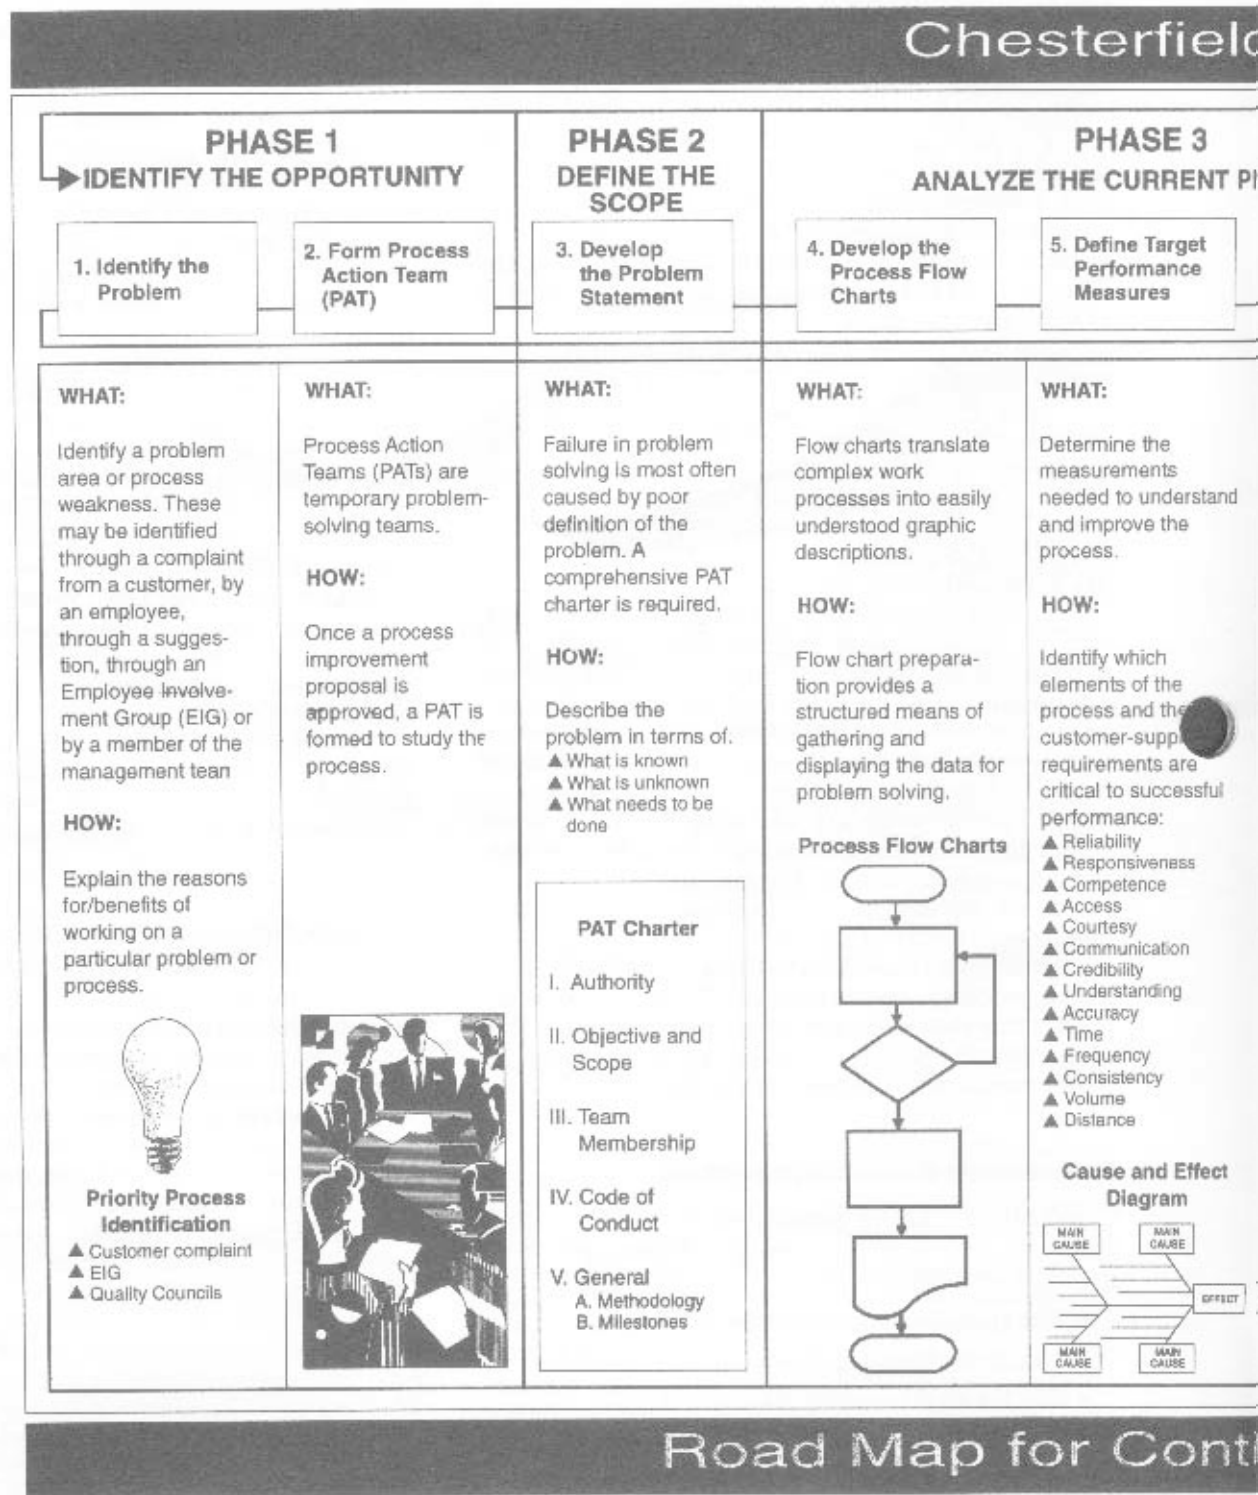 Chesterfield
PHASE 1
IDENTIFY THE OPPORTUNITY
1. Identify the
Problem
2. Form Process
Action Team
(PAT)
PHASE 2
DEFINE THE
SCOPE
3. Develop
the Problem
Statement
PHASE 3
ANALYZE THE CURRENT
4. Develop the
Process Flow
Charts
5. Define Target
Performance
Measures
WHAT:
Identify a problem
area or process
weakness. These
may be identified
through a complaint
from a customer, by
an employee,
through a sugges-
tion, through an
Employee Involve-
ment Group (EIG) or
by a member of the
management tean
HOW:
Explain the reasons
for/benefits of
working on a
particular problem or
process.
Priority Process
Identification
▲ Customer complaint
▲ EIG
▲ Quality Councils
WHAT:
Process Action
Teams (PATs) are
temporary problem-
solving teams.
HOW:
Once a process
improvement
proposal is
approved, a PAT is
formed to study the
process.
WHAT:
Failure in problem
solving is most often
caused by poor
definition of the
problem. A
comprehensive PAT
charter is required.
HOW:
Describe the
problem in terms of.
▲ What is known
▲ What is unknown
▲ What needs to be
done
PAT Charter
I. Authority
II. Objective and
Scope
III. Team
Membership
IV. Code of
Conduct
V. General
A. Methodology
B. Milestones
WHAT:
Flow charts translate
complex work
processes into easily
understood graphic
descriptions.
HOW:
Flow chart prepara-
tion provides a
structured means of
gathering and
displaying the data for
problem solving.
Process Flow Charts
WHAT:
Determine the
measurements
needed to understand
and improve the
process.
HOW:
Identify which
elements of the
process and the
customer-supp
requirements are
critical to successful
performance:
▲ Reliability
▲ Responsiveness
▲ Competence
▲ Access
▲ Courtesy
▲ Communication
▲ Credibility
▲ Understanding
▲ Accuracy
▲ Time
▲ Frequency
▲ Consistency
▲ Volume
▲ Distance
Cause and Effect
Diagram
MAIN
CAUSE
MAIN
CAUSE
EFFECT
MAIN
CAUSE
MAIN
CAUSE
Road Map for Conti